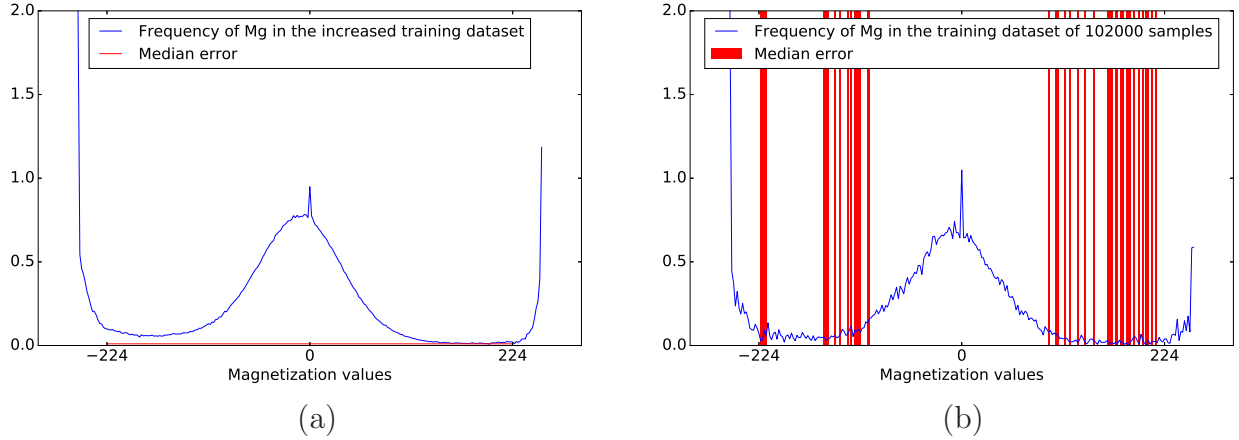 Frequency of Mg in the increased training dataset
Median error
2.0
1.5
1.0
0.5
0.0
−224
0
224
Magnetization values
(a)
Frequency of Mg in the training dataset of 102000 samples
Median error
2.0
1.5
1.0
0.5
0.0
−224
0
224
Magnetization values
(b)